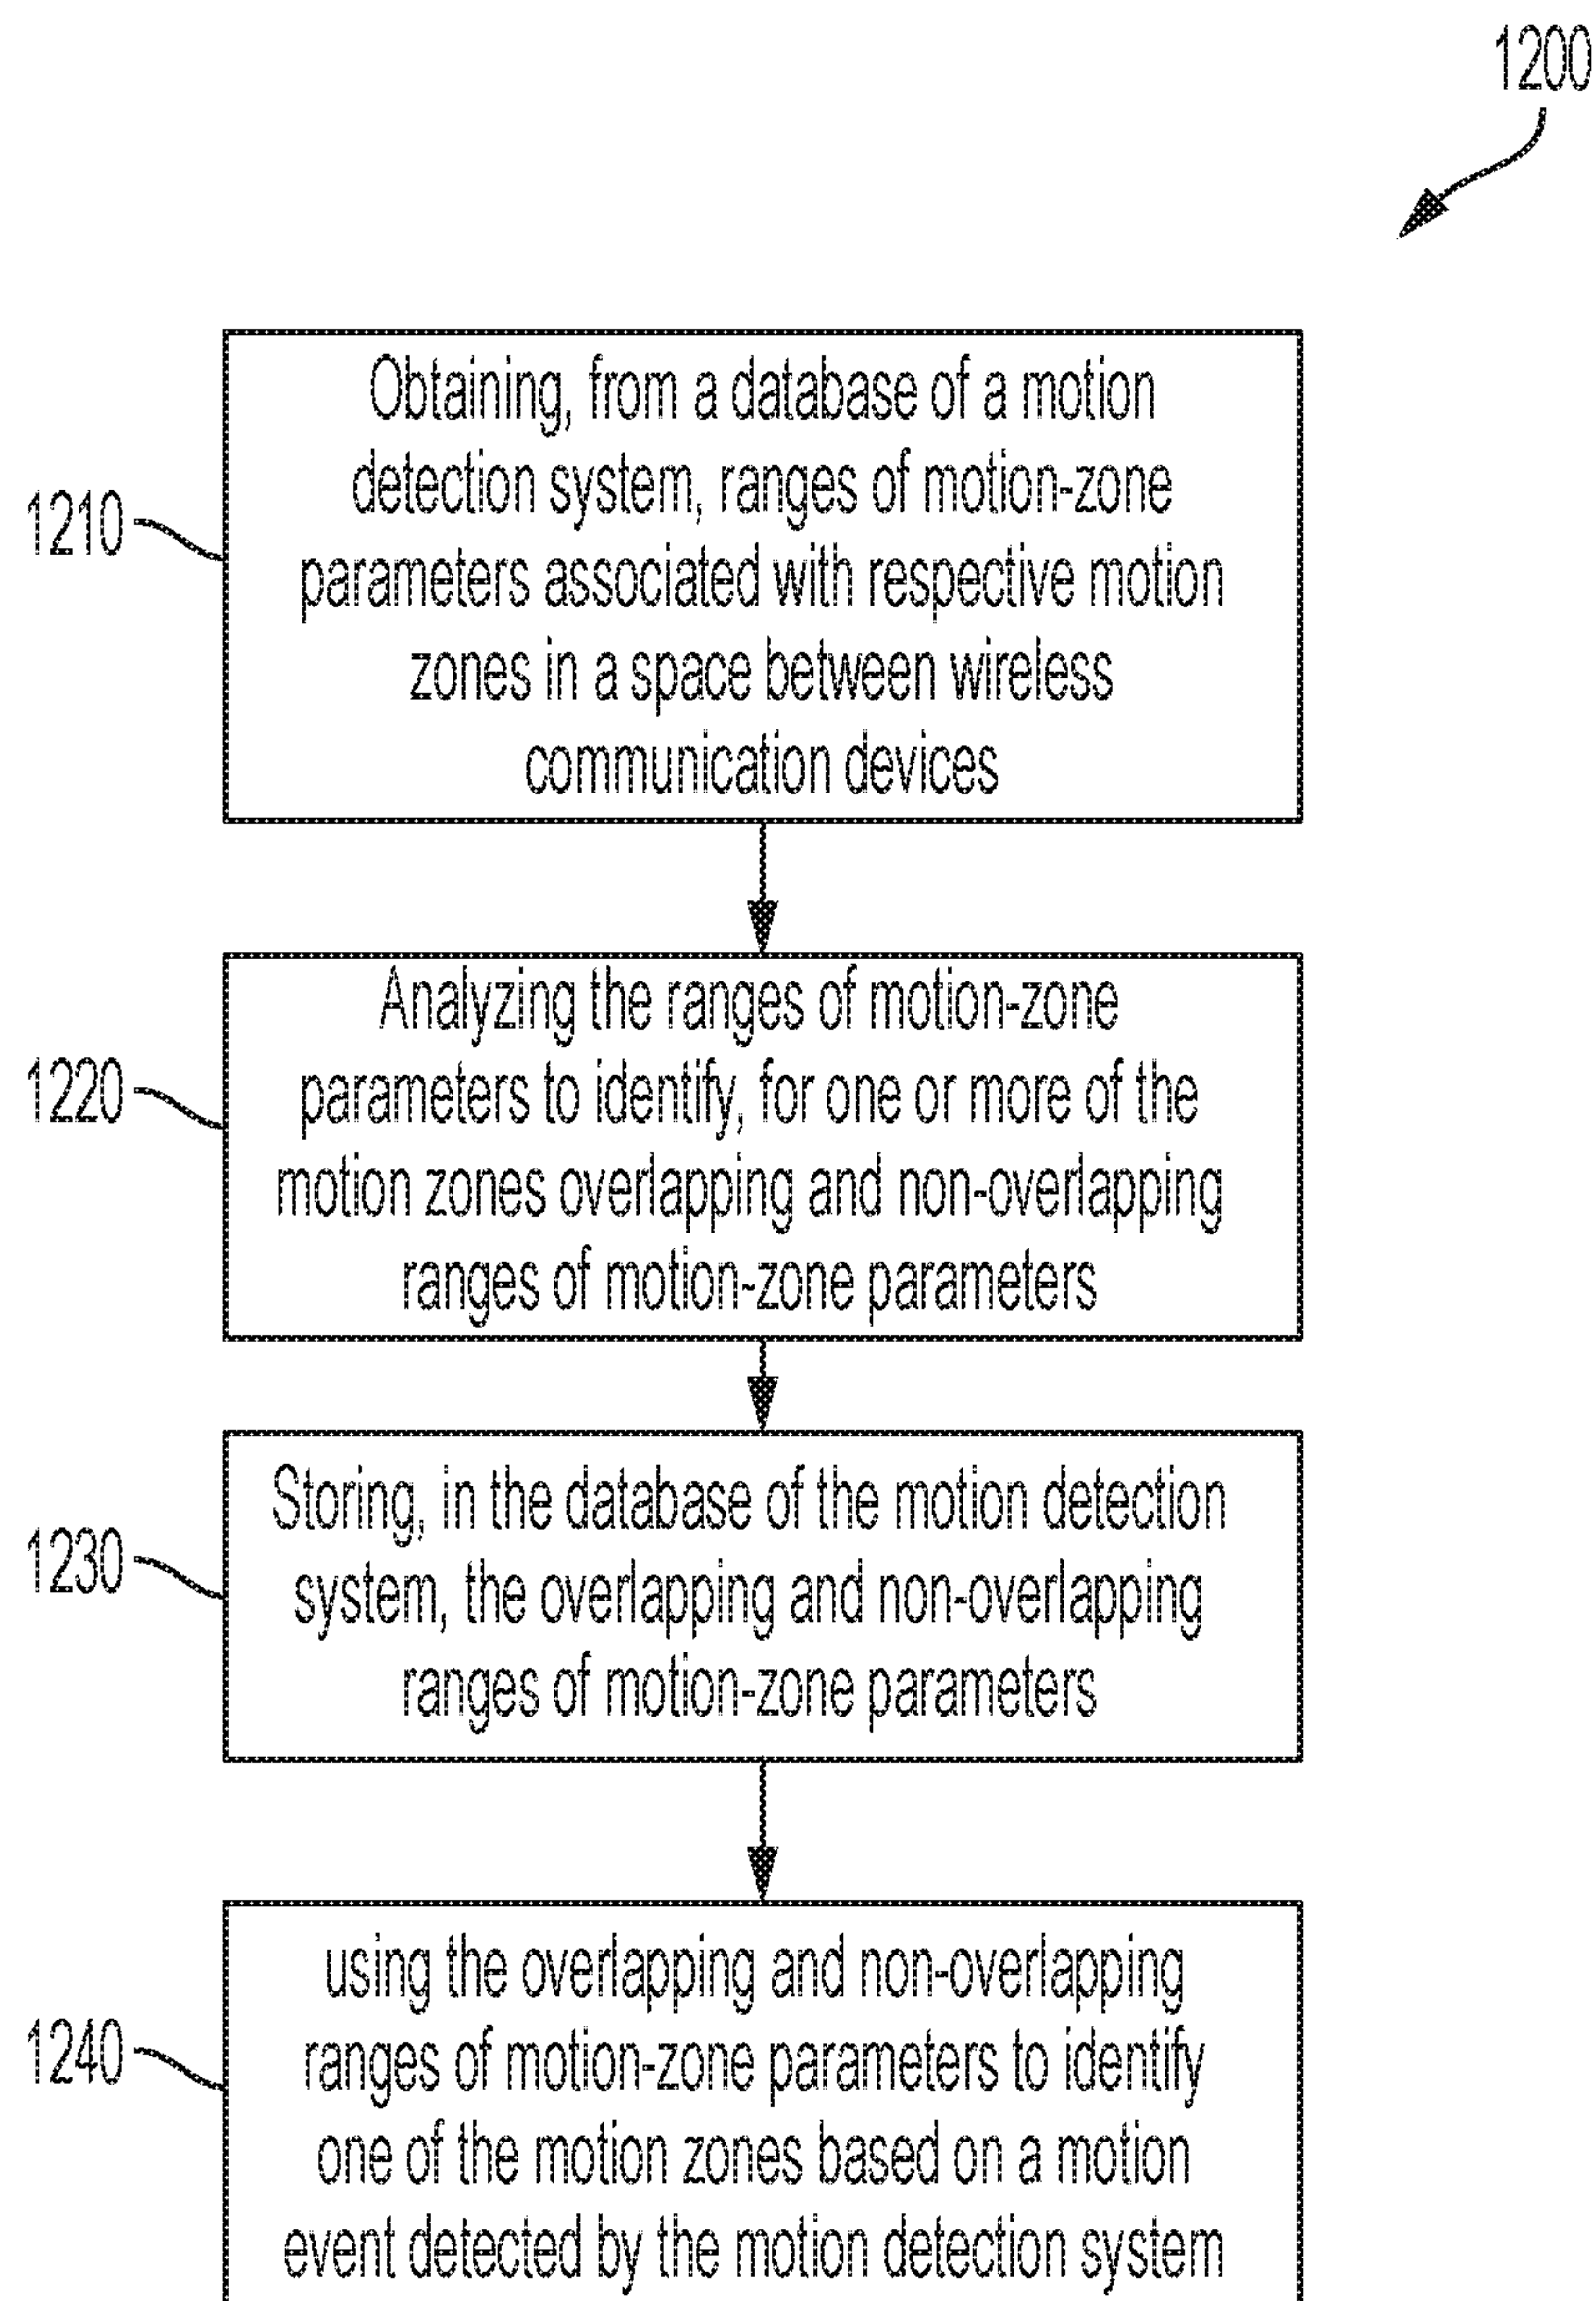 1200
1210
Obtaining, from a database of a motion
detection system, ranges of motion-zone
parameters associated with respective motion
zones in a space between wireless
communication devices
1220
Analyzing the ranges of motion-zone
parameters to identify, for one or more of the
motion zones overlapping and non-overlapping
ranges of motion-zone parameters
1230
Storing, in the database of the motion detection
system, the overlapping and non-overlapping
ranges of motion-zone parameters
1240
using the overlapping and non-overlapping
ranges of motion-zone parameters to identify
one of the motion zones based on a motion
event detected by the motion detection system